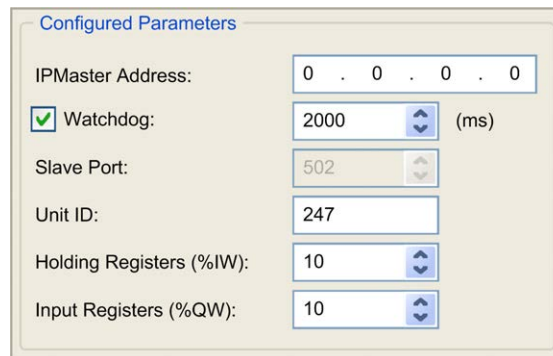 Configured Parameters
IPMaster Address: 0 . 0 . 0 . 0
Watchdog: 2000 (ms)
Slave Port: 502
Unit ID: 247
Holding Registers (%IW): 10
Input Registers (%QW): 10